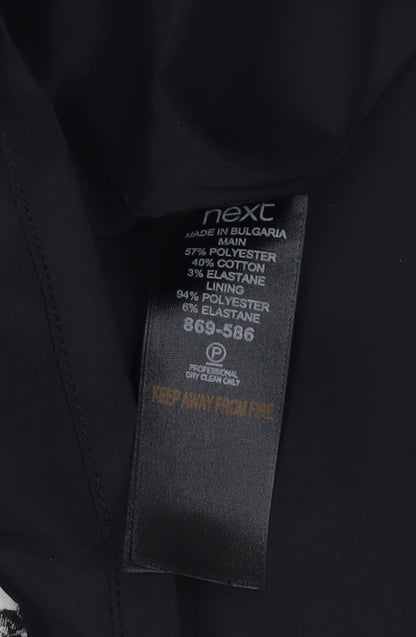 next
MADE IN BULGARIA
MAIN
57% POLYESTER
40% COTTON
3% ELASTANE
LINING
94% POLYESTER
6% ELASTANE
869-586
P
PROFESSIONAL
DRY CLEAN ONLY
KEEP AWAY FROM FIRE